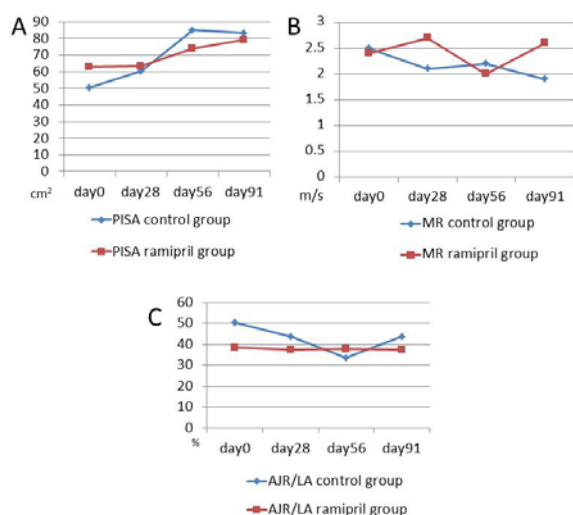 A
90
80
70
60
50
40
30
20
10
0
cm²
day0 day28 day56 day91
PISA control group
PISA ramipril group
B
3
2.5
2
1.5
1
0.5
0
m/s
day0 day28 day56 day91
MR control group
MR ramipril group
C
60
50
40
30
20
10
0
%
day0 day28 day56 day91
AJR/LA control group
AJR/LA ramipril group